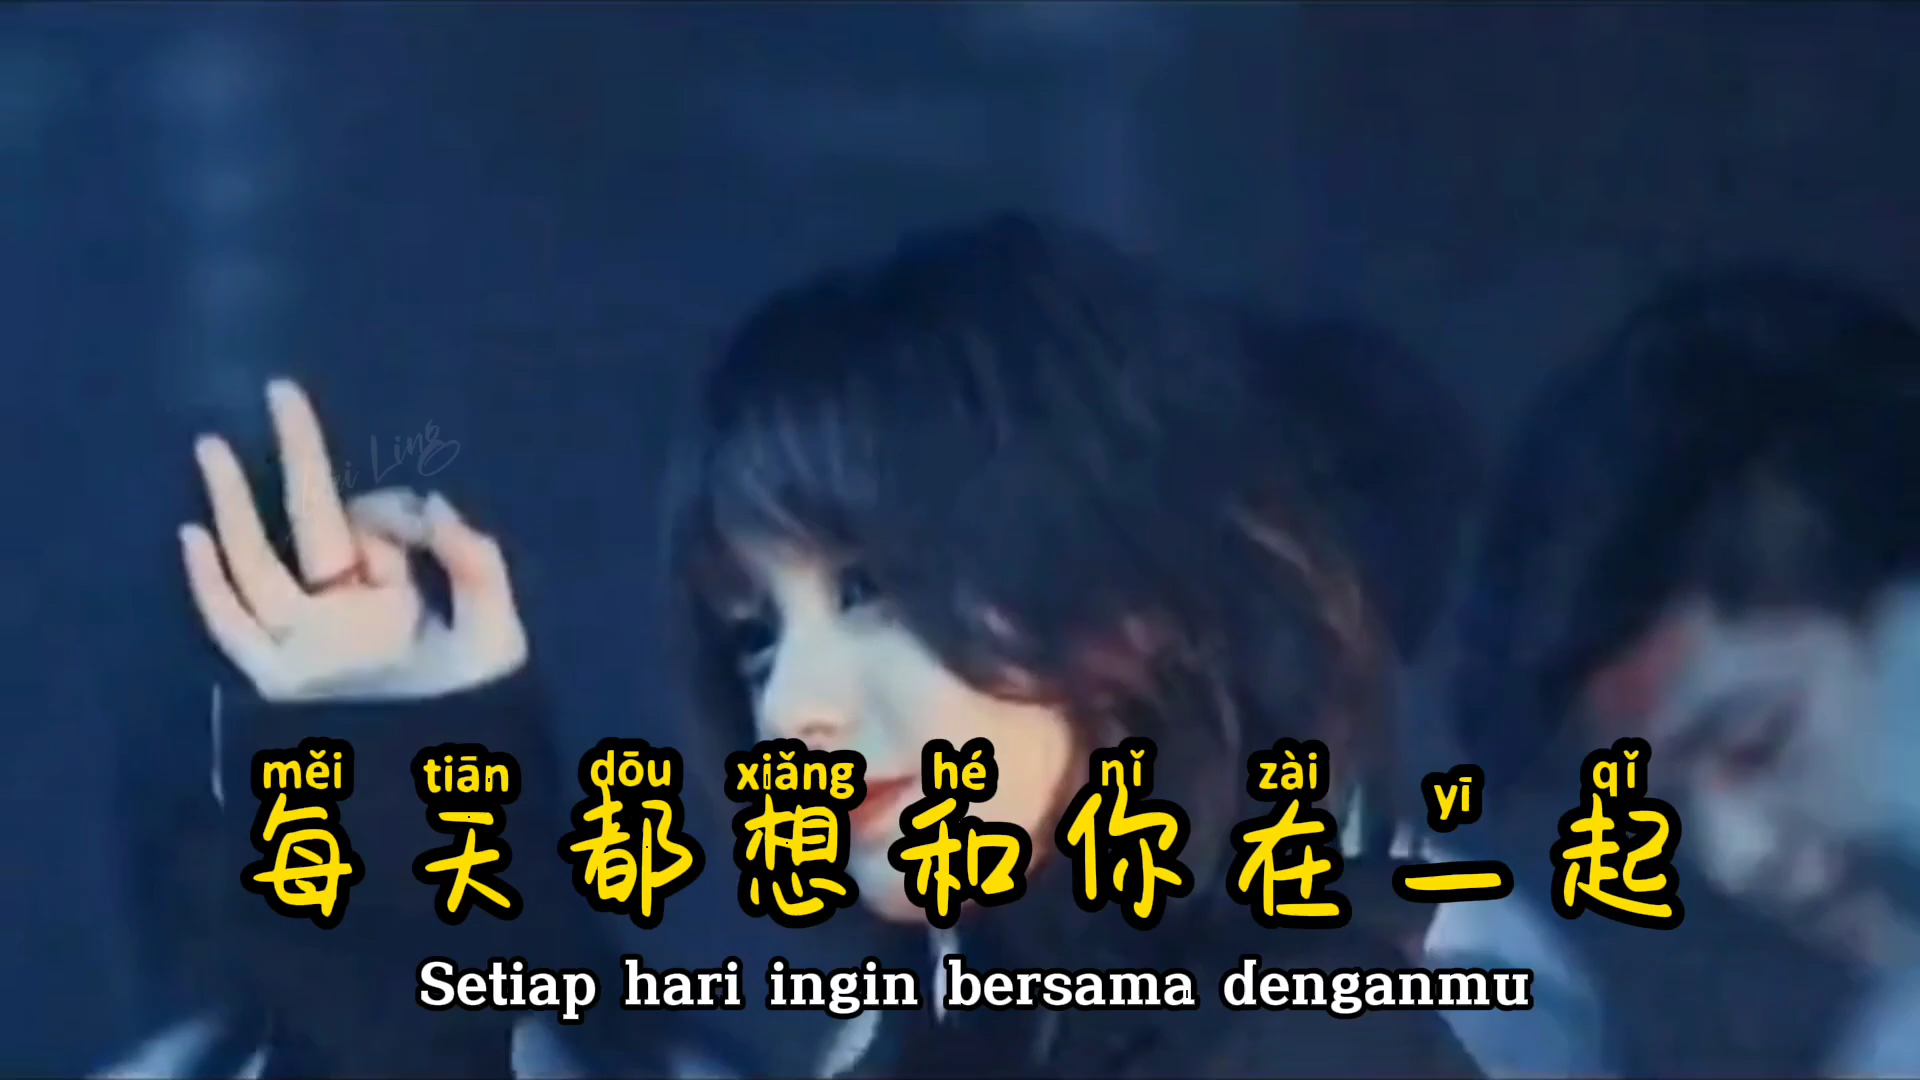 měi tiān dōu xiǎng hé nǐ zài yī qǐ
每天都想和你在一起
Setiap hari ingin bersama denganmu
Ling